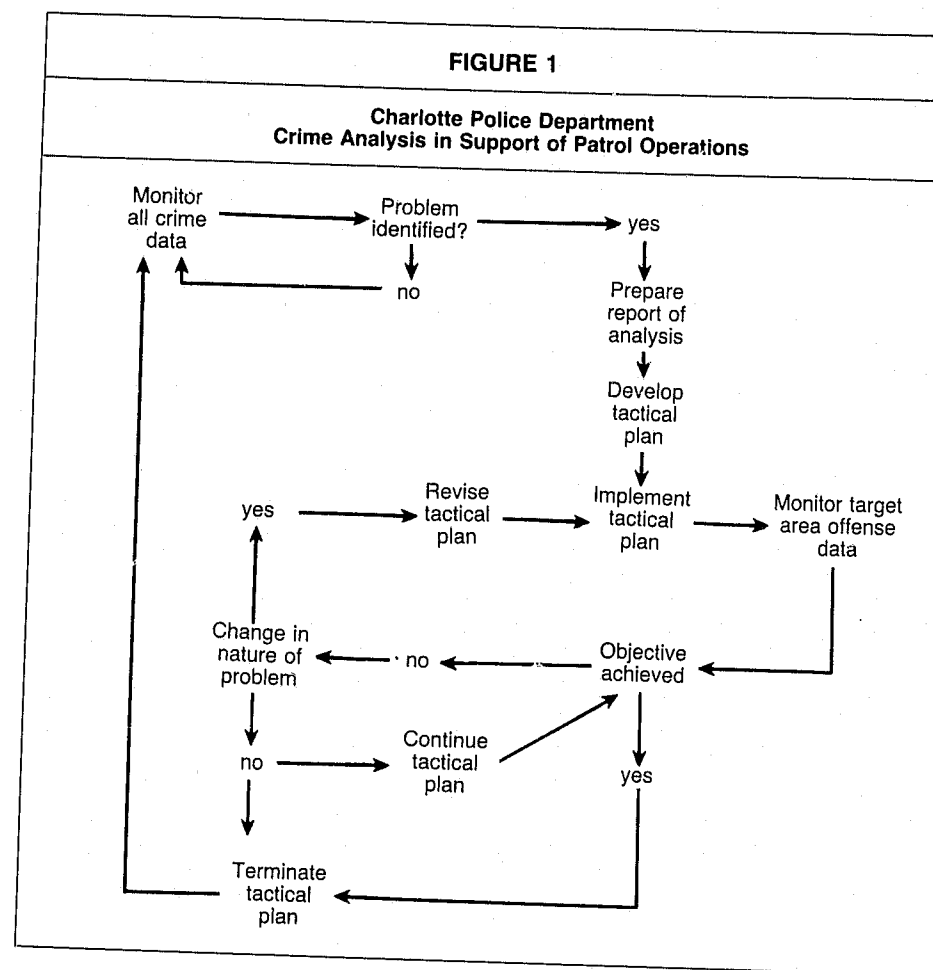 FIGURE 1
Charlotte Police Department
Crime Analysis in Support of Patrol Operations
Monitor
all crime
data
Problem
identified?
yes
no
Prepare
report of
analysis
Develop
tactical
plan
yes
Revise
tactical
plan
Implement
tactical
plan
Monitor target
area offense
data
Change in
nature of
problem
no
Objective
achieved
no
Continue
tactical
plan
yes
Terminate
tactical
plan